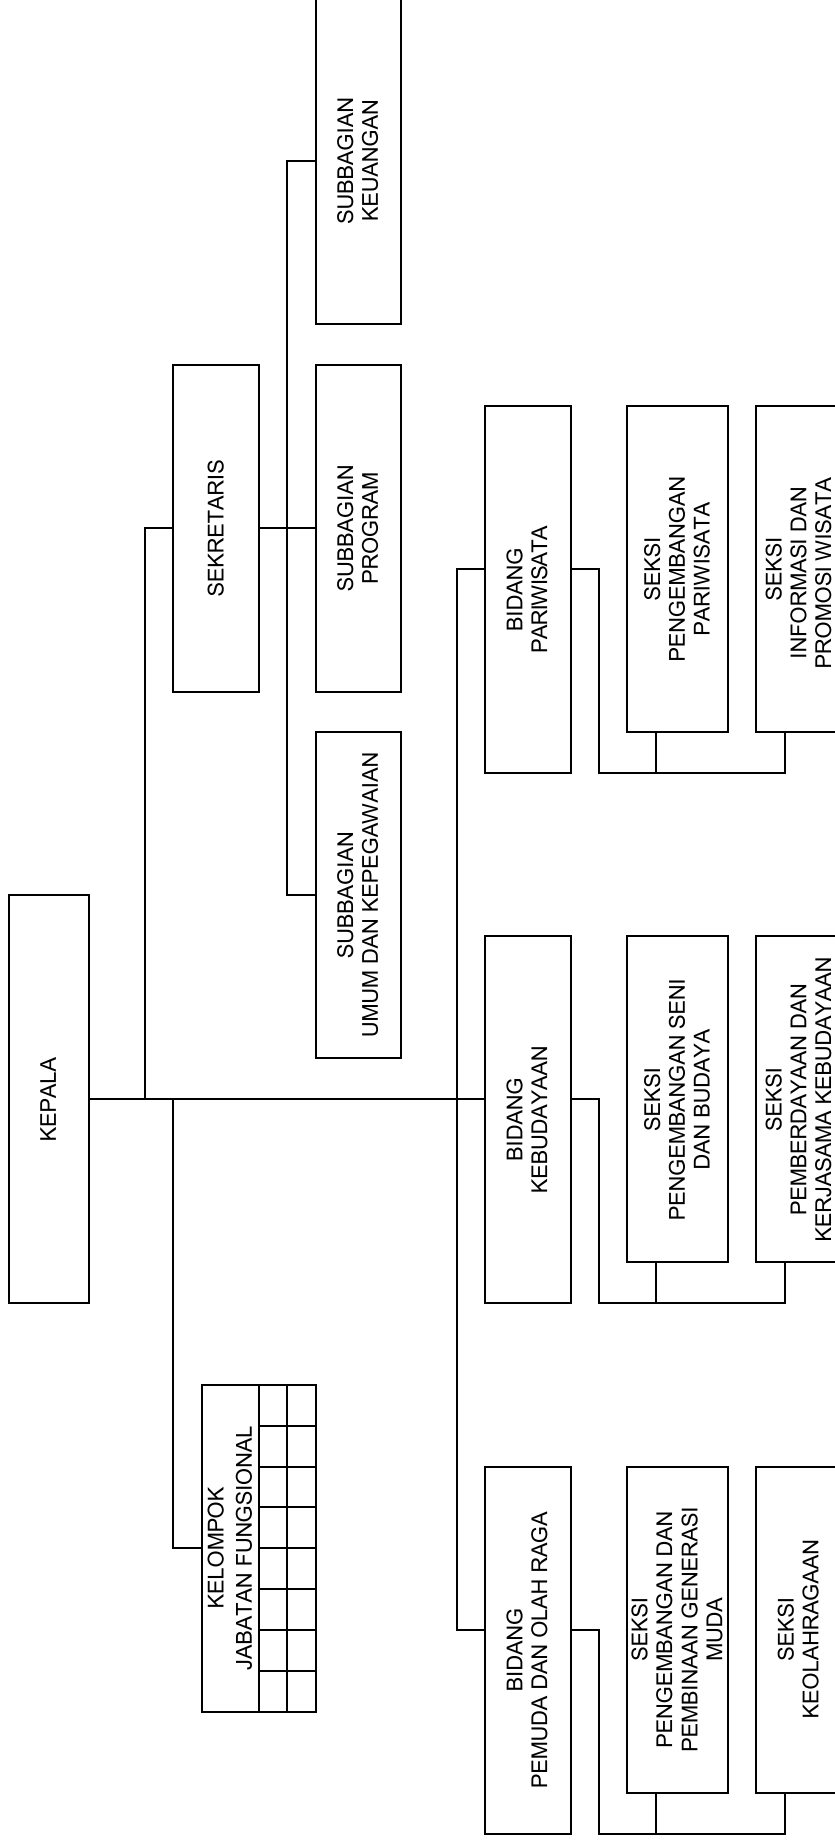 KEPALA
KELOMPOK
JABATAN FUNGSIONAL
SEKRETARIS
SUBBAGIAN
UMUM DAN KEPEGAWAIAN
SUBBAGIAN
PROGRAM
SUBBAGIAN
KEUANGAN
BIDANG
PEMUDA DAN OLAH RAGA
BIDANG
KEBUDAYAAN
BIDANG
PARIWISATA
SEKSI
PENGEMBANGAN DAN
PEMBINAAN GENERASI
MUDA
SEKSI
PENGEMBANGAN SENI
DAN BUDAYA
SEKSI
PENGEMBANGAN
PARIWISATA
SEKSI
KEOLAHRAGAAN
SEKSI
PEMBERDAYAAN DAN
KERJASAMA KEBUDAYAAN
SEKSI
INFORMASI DAN
PROMOSI WISATA